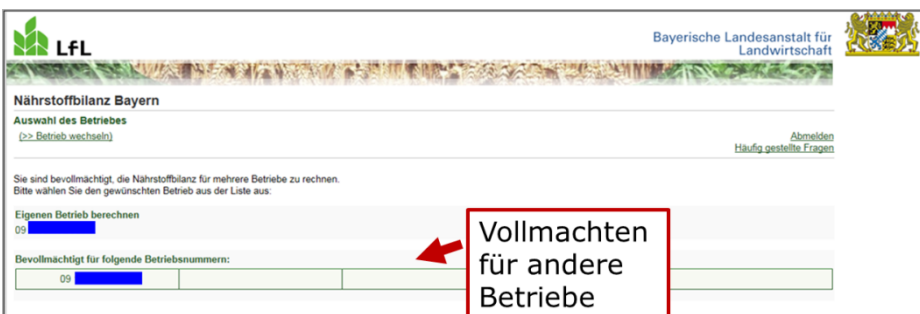 LfL
Bayerische Landesanstalt für
Landwirtschaft
Nährstoffbilanz Bayern
Auswahl des Betriebes
(>> Betrieb wechseln)
Abmelden
Häufig gestellte Fragen
Sie sind bevollmächtigt, die Nährstoffbilanz für mehrere Betriebe zu rechnen.
Bitte wählen Sie den gewünschten Betrieb aus der Liste aus:
Eigenen Betrieb berechnen
09
Bevollmächtigt für folgende Betriebsnummern:
09
Vollmachten
für andere
Betriebe